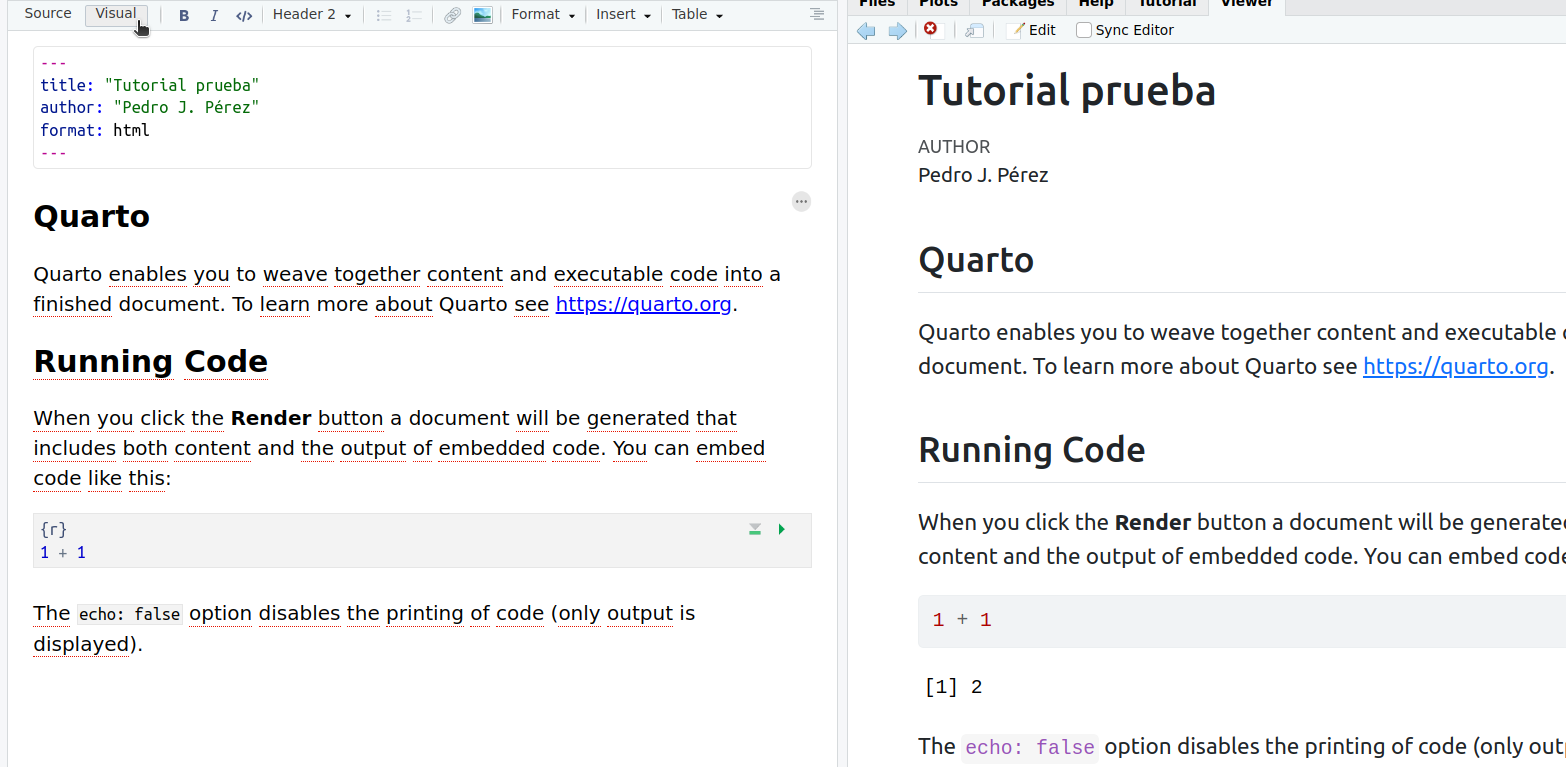 Source Visual Header 2 Format Insert Table
---
title: "Tutorial prueba"
author: "Pedro J. Pérez"
format: html
---
Quarto
Quarto enables you to weave together content and executable code into a
finished document. To learn more about Quarto see https://quarto.org.
Running Code
When you click the Render button a document will be generated that
includes both content and the output of embedded code. You can embed
code like this:
{r}
1 + 1
The echo: false option disables the printing of code (only output is
displayed).
Files Plots Packages Help Tutorial Viewer
Edit Sync Editor
Tutorial prueba
AUTHOR
Pedro J. Pérez
Quarto
Quarto enables you to weave together content and executable
document. To learn more about Quarto see https://quarto.org.
Running Code
When you click the Render button a document will be generated
content and the output of embedded code. You can embed code
1 + 1
[1] 2
The echo: false option disables the printing of code (only